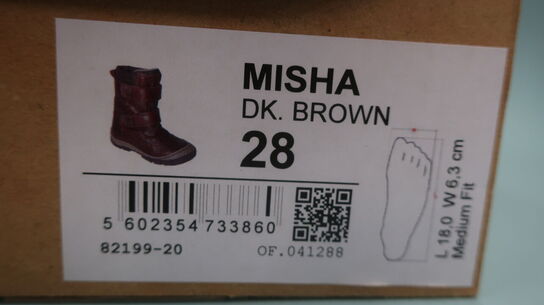 MISHA
DK. BROWN
28
5 602354 733860
82199-20
OF.041288
L 18,0 W 6,3 cm
Medium Fit